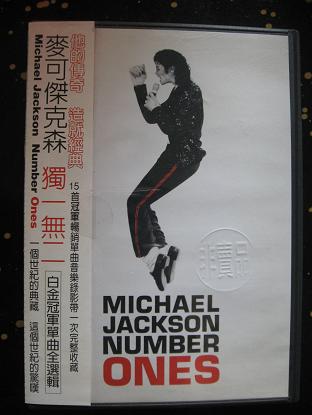 他的傳奇 造就經典
15首冠軍暢銷單曲音樂錄影帶一次完整收藏
麥可傑克森 獨一無二 白金冠軍單曲全選輯
Michael Jackson Number Ones 一個世紀的典藏 這個世紀的驚嘆
非賣品
MICHAEL
JACKSON
NUMBER
ONES